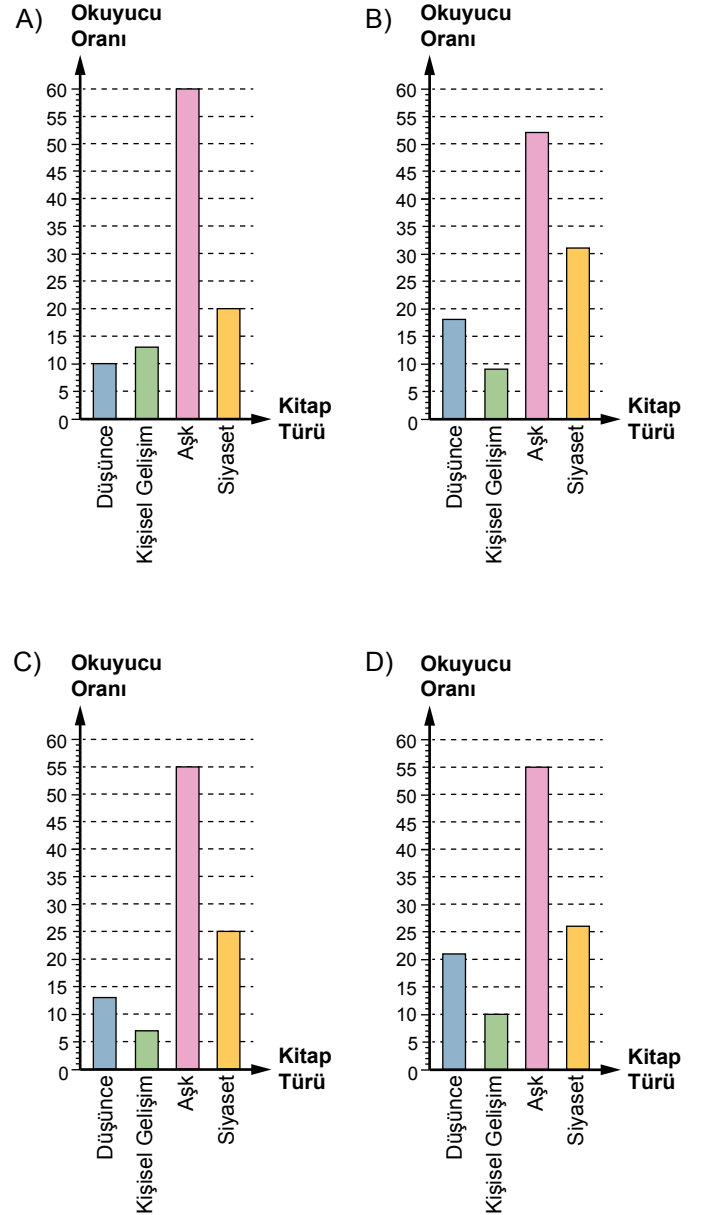 A)
Okuyucu
Oranı
60
55
50
45
40
35
30
25
20
15
10
5
0
Kitap
Türü
Düşünce
Kişisel Gelişim
Aşk
Siyaset
B)
Okuyucu
Oranı
60
55
50
45
40
35
30
25
20
15
10
5
0
Kitap
Türü
Düşünce
Kişisel Gelişim
Aşk
Siyaset
C)
Okuyucu
Oranı
60
55
50
45
40
35
30
25
20
15
10
5
0
Kitap
Türü
Düşünce
Kişisel Gelişim
Aşk
Siyaset
D)
Okuyucu
Oranı
60
55
50
45
40
35
30
25
20
15
10
5
0
Kitap
Türü
Düşünce
Kişisel Gelişim
Aşk
Siyaset